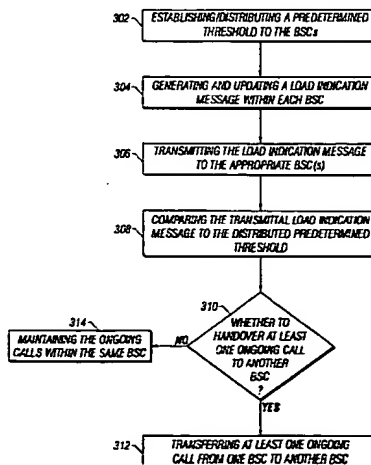 302
ESTABLISHING/DISTRIBUTING A PREDETERMINED
THRESHOLD TO THE BSCs
304
GENERATING AND UPDATING A LOAD INDICATION
MESSAGE WITHIN EACH BSC
306
TRANSMITTING THE LOAD INDICATION MESSAGE
TO THE APPROPRIATE BSC(s)
308
COMPARING THE TRANSMITTAL LOAD INDICATION
MESSAGE TO THE DISTRIBUTED PREDETERMINED
THRESHOLD
310
WHETHER TO
HANDOVER AT LEAST
ONE ONGOING CALL
TO ANOTHER
BSC
?
314
MAINTAINING THE ONGOING
CALLS WITHIN THE SAME BSC
NO
YES
312
TRANSFERRING AT LEAST ONE ONGOING
CALL FROM ONE BSC TO ANOTHER BSC